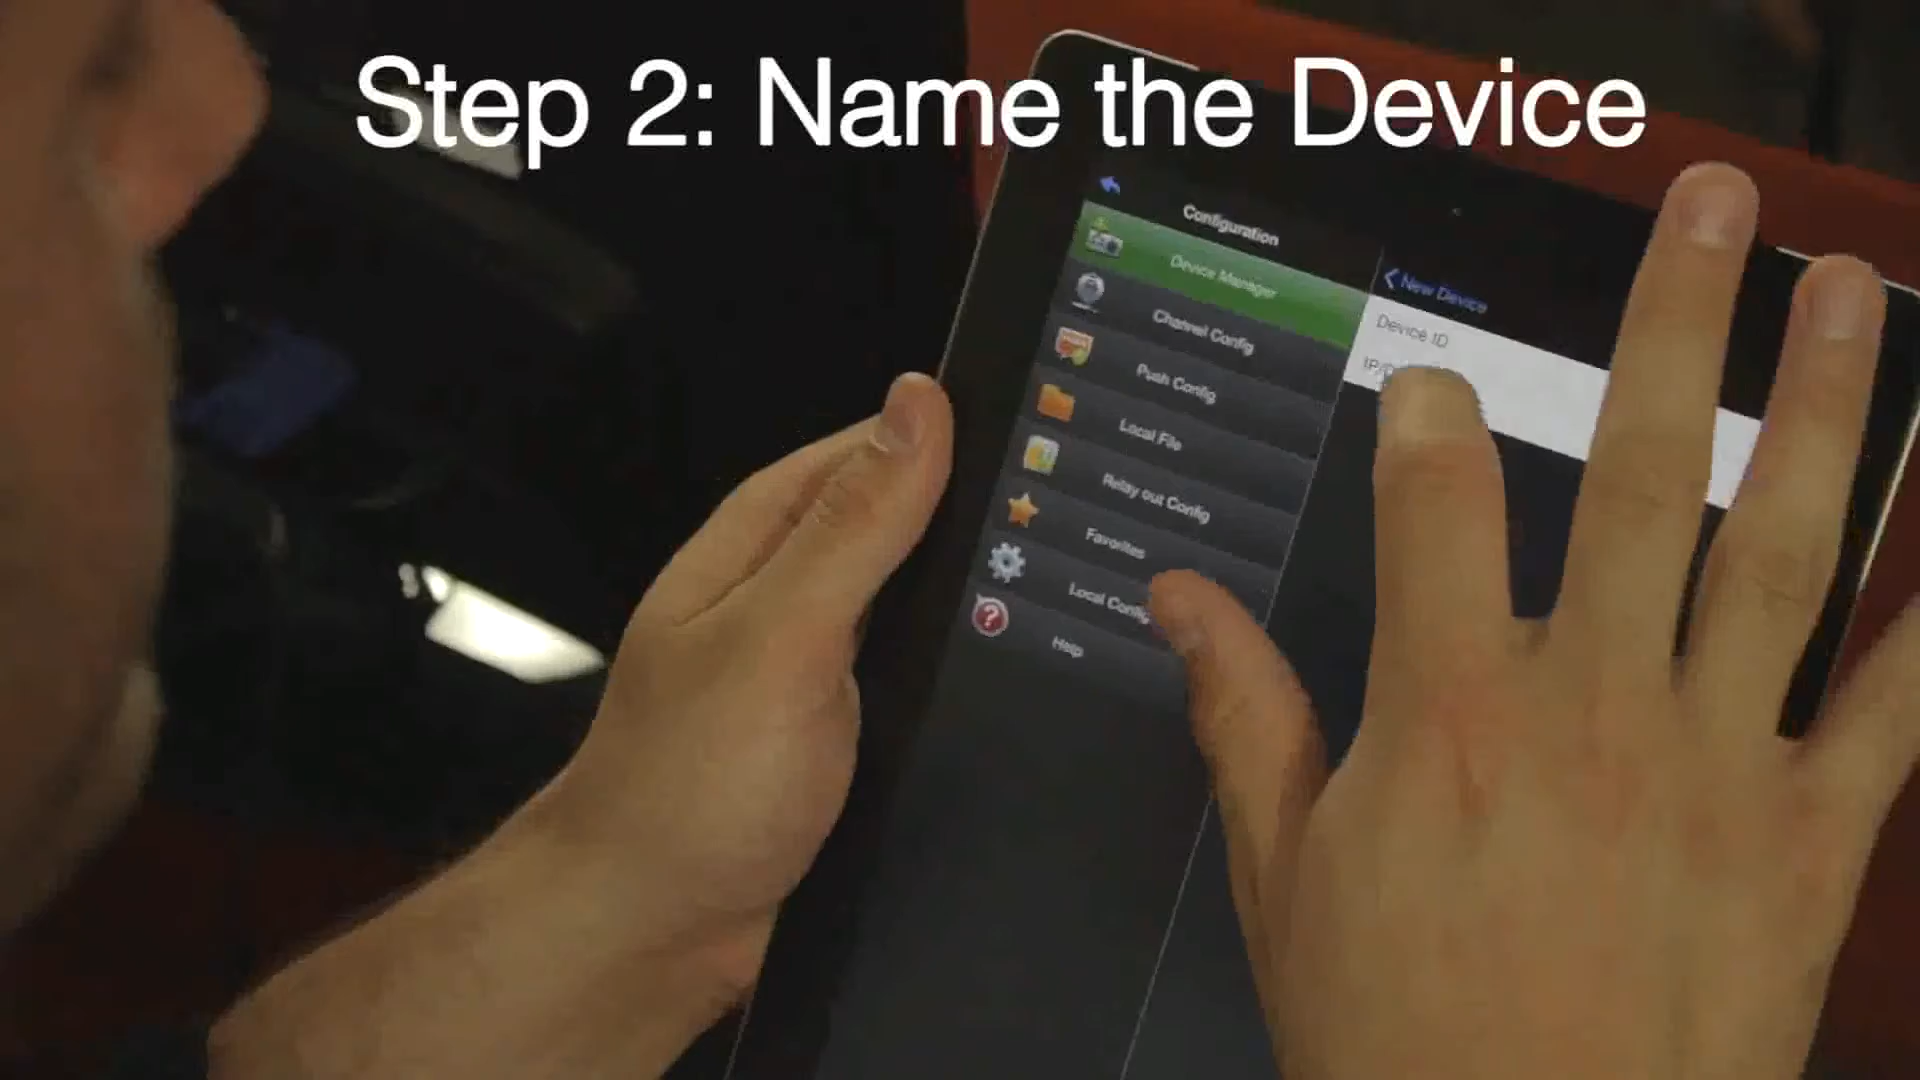 Step 2: Name the Device
Configuration
Device Manager
Channel Config
Push Config
Local File
Relay out Config
Favorites
Local Config
Help
New Device
Device ID